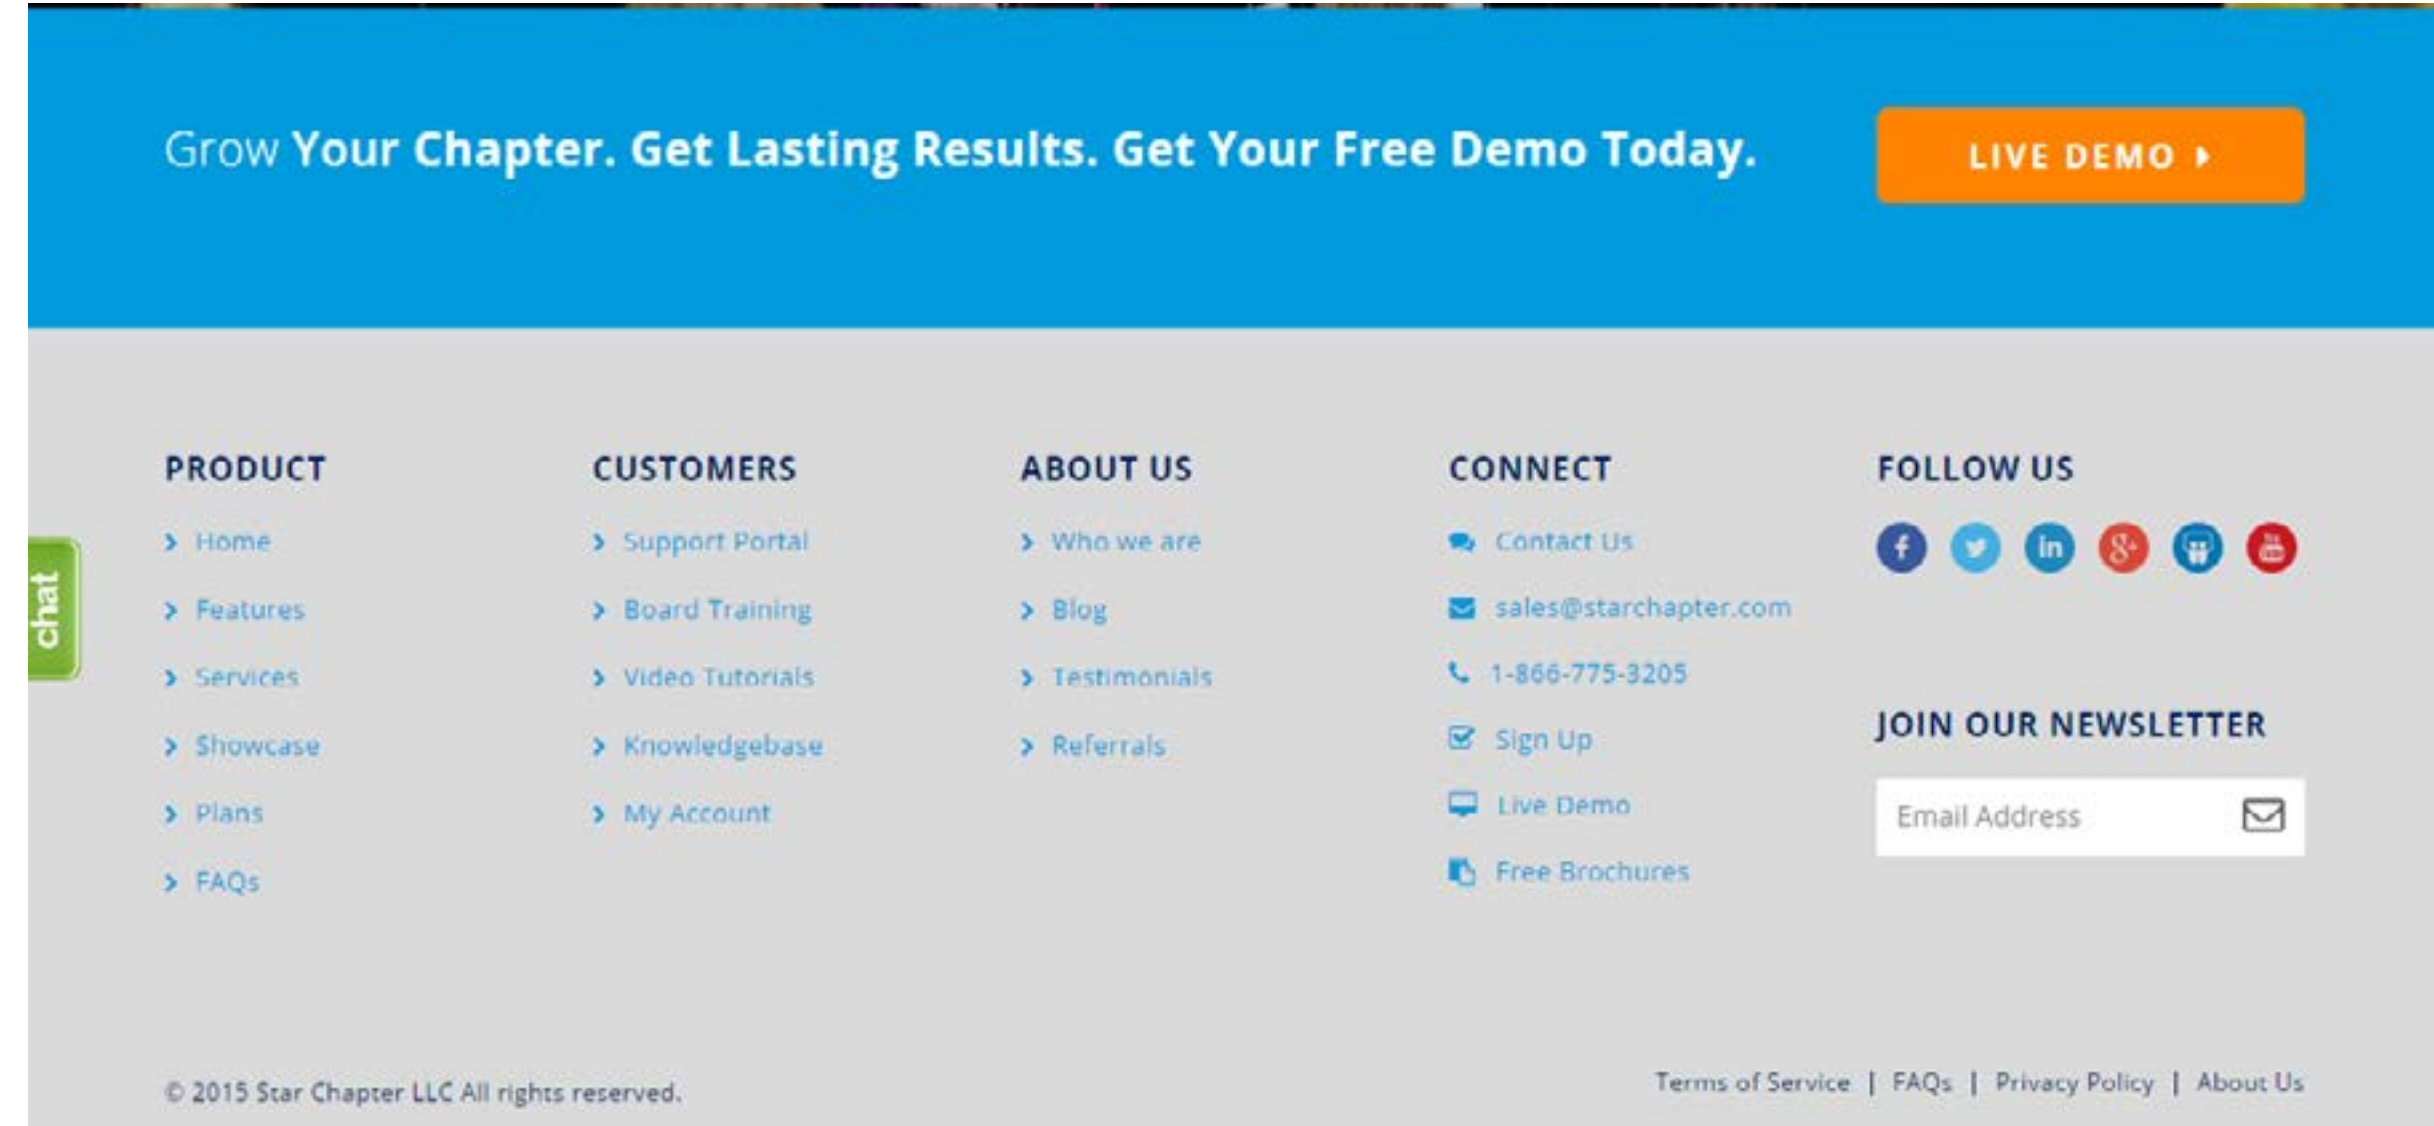 Grow Your Chapter. Get Lasting Results. Get Your Free Demo Today.
LIVE DEMO
PRODUCT
Home
Features
Services
Showcase
Plans
FAQs
CUSTOMERS
Support Portal
Board Training
Video Tutorials
Knowledgebase
My Account
ABOUT US
Who we are
Blog
Testimonials
Referrals
CONNECT
Contact Us
sales@starchapter.com
1-866-775-3205
Sign Up
Live Demo
Free Brochures
FOLLOW US
JOIN OUR NEWSLETTER
Email Address
chat
© 2015 Star Chapter LLC All rights reserved.
Terms of Service | FAQs | Privacy Policy | About Us